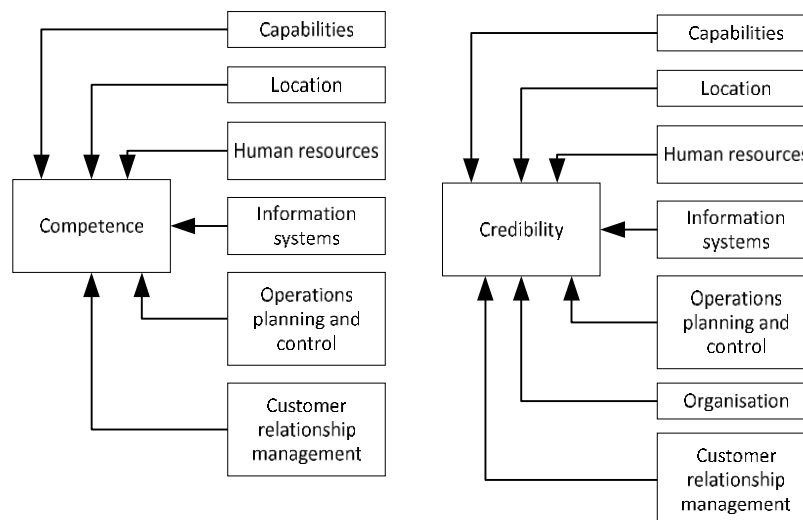 Capabilities
Location
Human resources
Competence
Information
systems
Operations
planning and
control
Customer
relationship
management
Capabilities
Location
Human resources
Credibility
Information
systems
Operations
planning and
control
Organisation
Customer
relationship
management